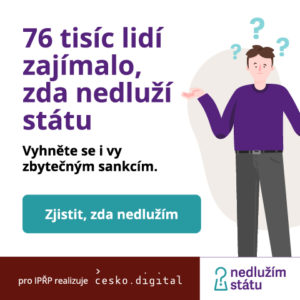 76 tisíc lidí
zajímalo,
zda nedluží
státu
Vyhněte se i vy
zbytečným sankcím.
Zjistit, zda nedlužím
pro IPŘP realizuje česko.digital
nedlužím
státu